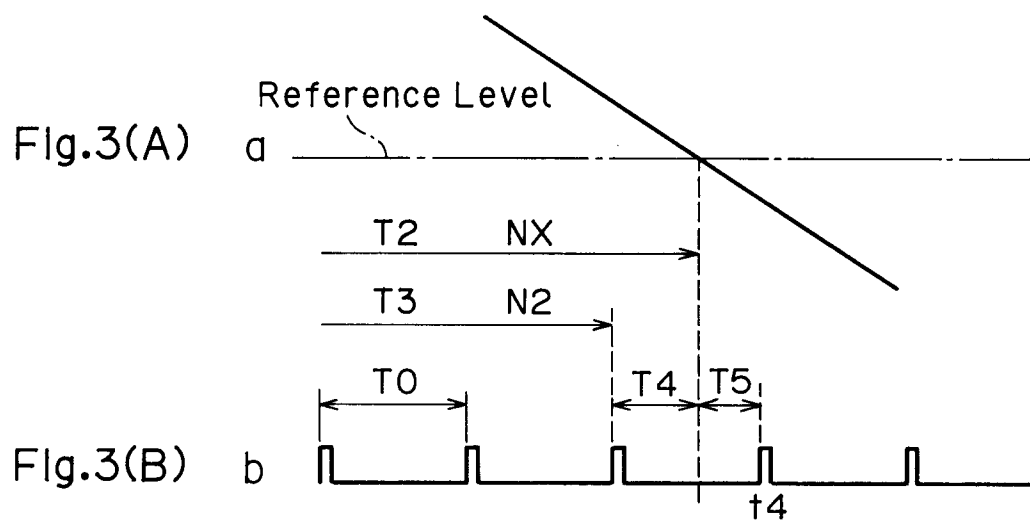 Reference Level
FIg.3(A) a
T2 NX
T3 N2
T0 T4 T5
FIg.3(B) b
t4